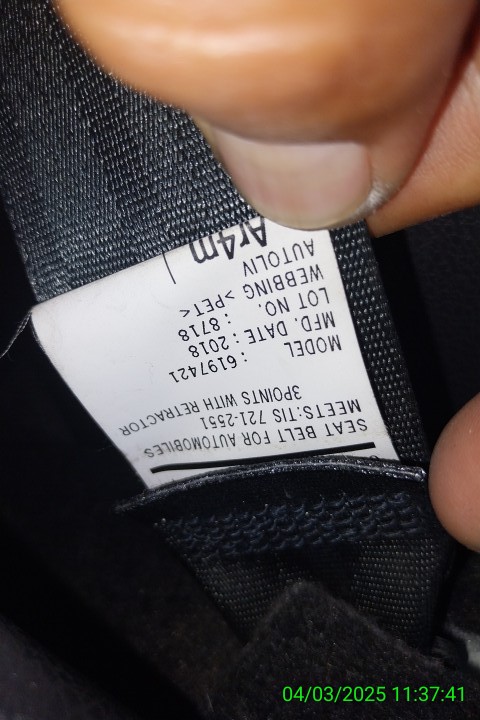 SEAT BELT FOR AUTOMOBILES
MEETS:TIS 721-2551
3POINTS WITH RETRACTOR
MODEL : 6197421
MFD. DATE : 2018
LOT NO. : 8718
WEBBING >PET<
AUTOLIV
Ar4m
04/03/2025 11:37:41